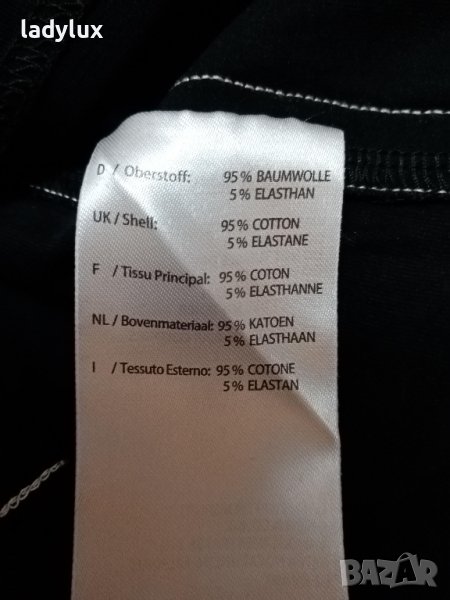 ladylux
D / Oberstoff: 95 % BAUMWOLLE
5 % ELASTHAN
UK / Shell: 95 % COTTON
5 % ELASTANE
F / Tissu Principal: 95 % COTON
5 % ELASTHANNE
NL / Bovenmateriaal: 95 % KATOEN
5 % ELASTHAAN
I / Tessuto Esterno: 95 % COTONE
5 % ELASTAN
BAZAR